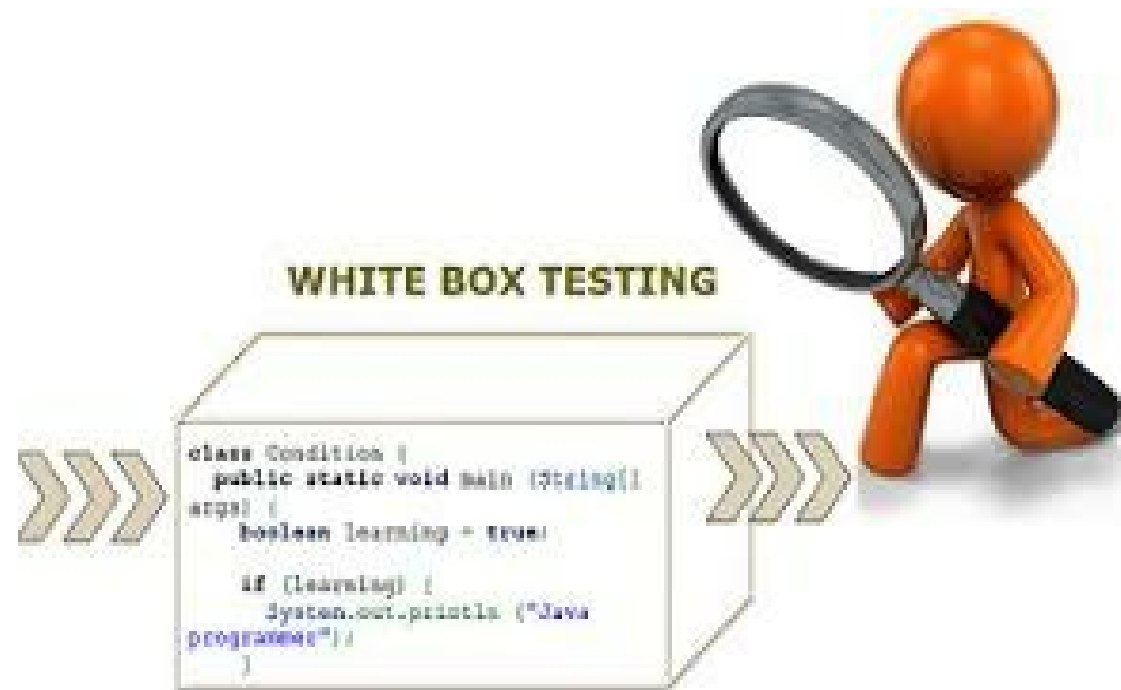 WHITE BOX TESTING
class Condition {
public static void main (String[]
args) {
boolean learning = true;
if (learning) {
System.out.println ("Java
programmer");
}